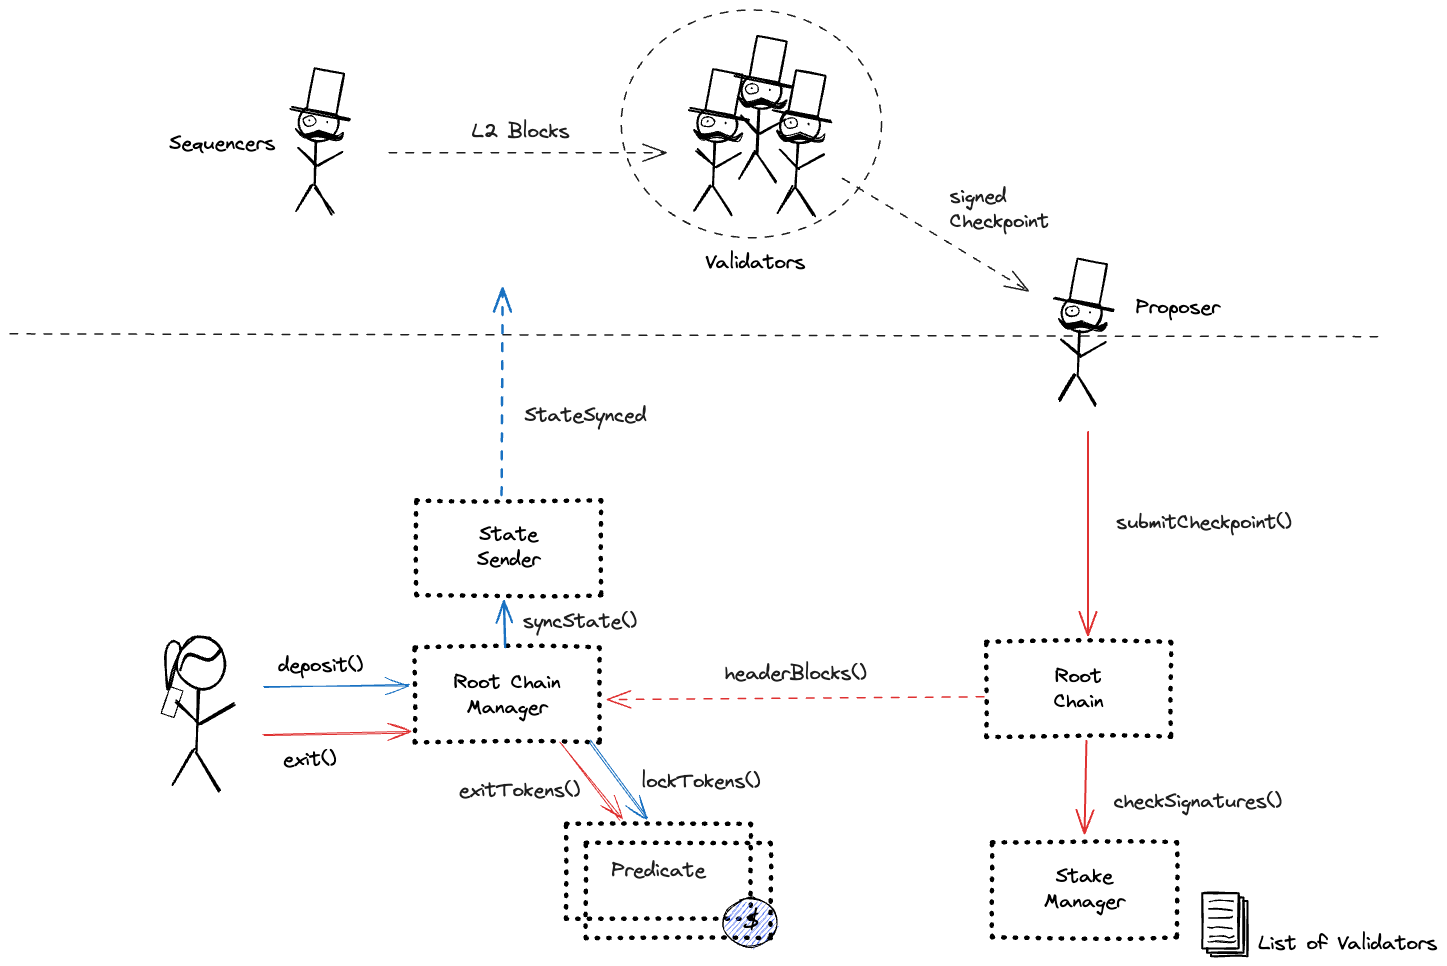 L2 Blocks
Sequencers
signed
Checkpoint
Validators
Proposer
StateSynced
State
Sender
submitCheckpoint()
syncState()
deposit()
Root Chain
Manager
headerBlocks()
Root
Chain
exit()
exitTokens()
lockTokens()
checkSignatures()
Predicate
$
Stake
Manager
List of Validators